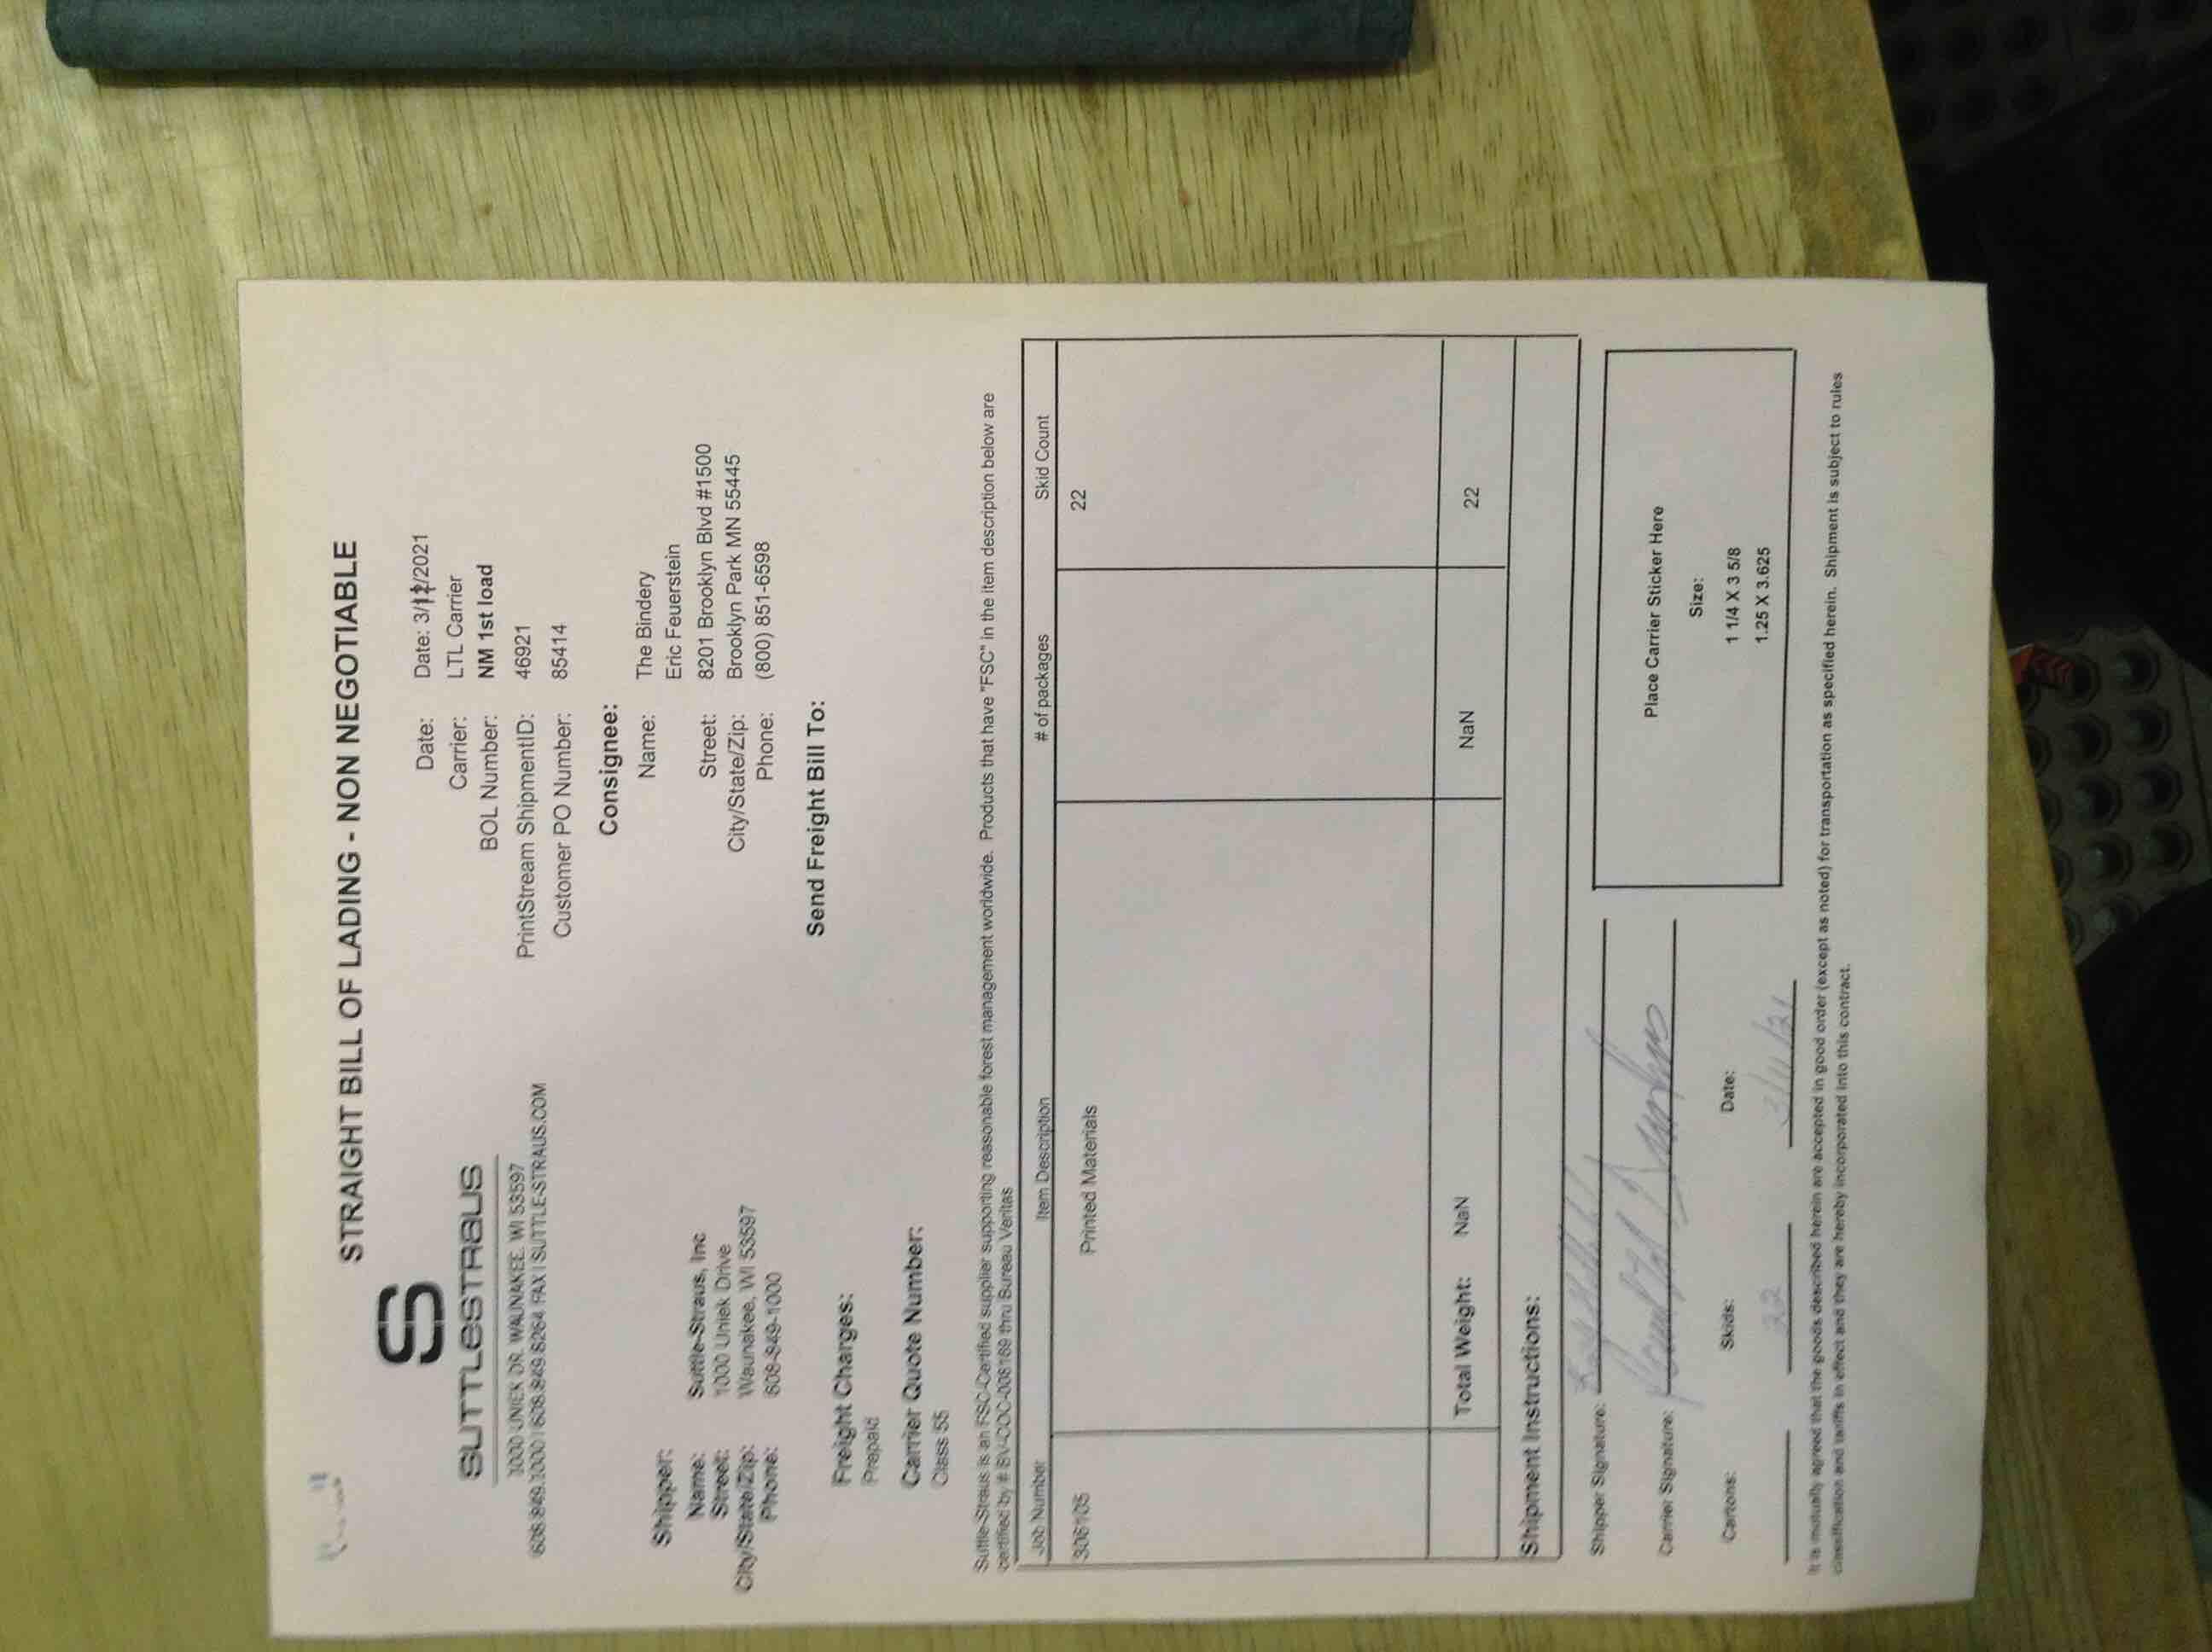 STRAIGHT BILL OF LADING - NON NEGOTIABLE
S
SUTTLESTRAUS
1000 UNIEK DR. WAUNAKEE. WI 53597
608.849.1000 | 608.849.8264 FAX | SUTTLE-STRAUS.COM
Date: Date: 3/12/2021
Carrier: LTL Carrier
BOL Number: NM 1st load
PrintStream ShipmentID: 46921
Customer PO Number: 85414
Shipper:
Name: Suttle-Straus, Inc
Street: 1000 Uniek Drive
City/State/Zip: Waunakee, WI 53597
Phone: 608-849-1000
Consignee:
Name: The Bindery
Eric Feuerstein
Street: 8201 Brooklyn Blvd #1500
City/State/Zip: Brooklyn Park MN 55445
Phone: (800) 851-6598
Freight Charges:
Prepaid
Send Freight Bill To:
Carrier Quote Number:
Class 55
Suttle-Straus is an FSC-Certified supplier supporting reasonable forest management worldwide. Products that have "FSC" in the item description below are
certified by # BV-COC-008169 thru Bureau Veritas
Job Number Item Description # of packages Skid Count
306105 Printed Materials 22
Total Weight: NaN NaN 22
Shipment Instructions:
Shipper Signature:
Carrier Signature:
Cartons: Skids: Date:
22 3/11/21
Place Carrier Sticker Here
Size:
1 1/4 X 3 5/8
1.25 X 3.625
It is mutually agreed that the goods described herein are accepted in good order (except as noted) for transportation as specified herein. Shipment is subject to rules
classification and tariffs in effect and they are hereby incorporated into this contract.